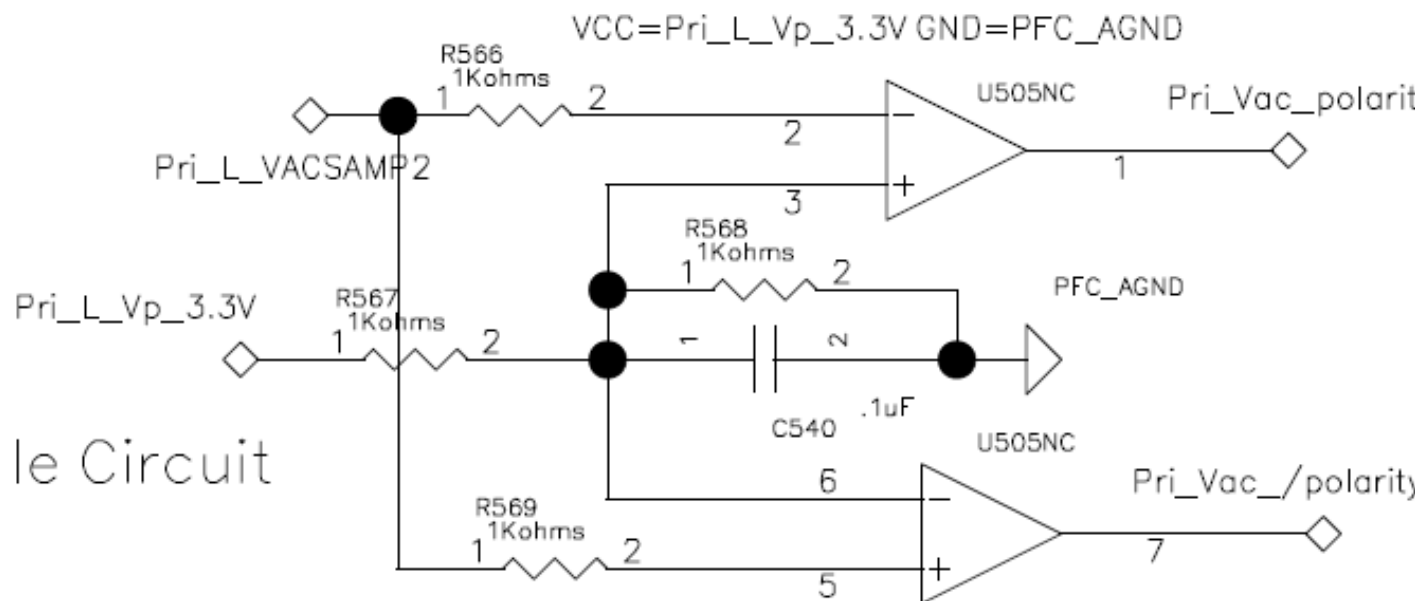 VCC=Pri_L_Vp_3.3V GND=PFC_AGND
R566
1Kohms
1
2
U505NC
Pri_Vac_polarit
2
Pri_L_VACSAMP2
3
1
R568
1Kohms
1
2
PFC_AGND
Pri_L_Vp_3.3V
R567
1Kohms
1
2
1
2
.1uF
C540
U505NC
le Circuit
6
Pri_Vac_/polarity
R569
1Kohms
1
2
5
7